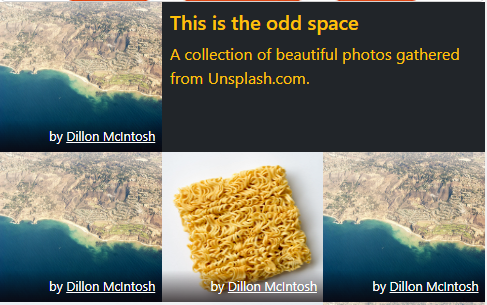 This is the odd space
A collection of beautiful photos gathered
from Unsplash.com.
by Dillon McIntosh
by Dillon McIntosh
by Dillon McIntosh
by Dillon McIntosh